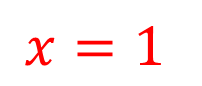 x = 1